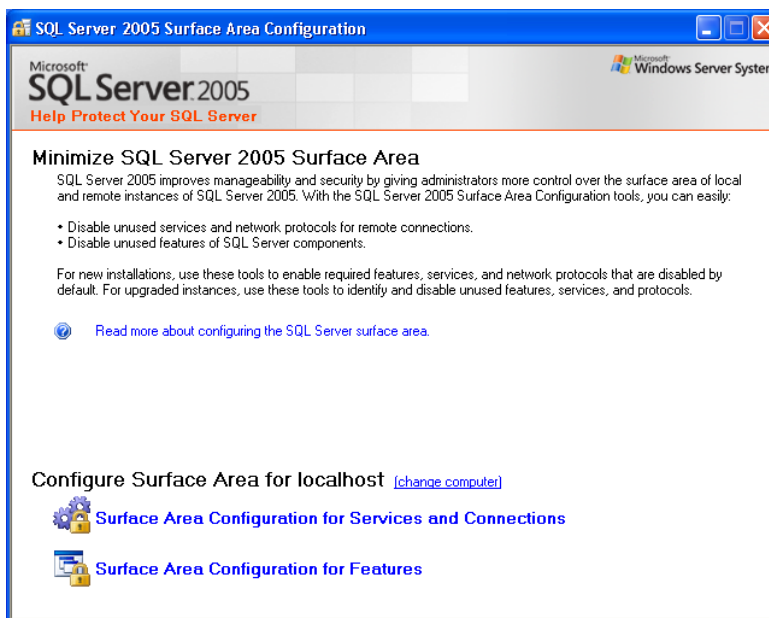 SQL Server 2005 Surface Area Configuration
Microsoft
SQL Server 2005
Help Protect Your SQL Server
Microsoft
Windows Server System
Minimize SQL Server 2005 Surface Area
SQL Server 2005 improves manageability and security by giving administrators more control over the surface area of local
and remote instances of SQL Server 2005. With the SQL Server 2005 Surface Area Configuration tools, you can easily:
• Disable unused services and network protocols for remote connections.
• Disable unused features of SQL Server components.
For new installations, use these tools to enable required features, services, and network protocols that are disabled by
default. For upgraded instances, use these tools to identify and disable unused features, services, and protocols.
Read more about configuring the SQL Server surface area.
Configure Surface Area for localhost (change computer)
Surface Area Configuration for Services and Connections
Surface Area Configuration for Features